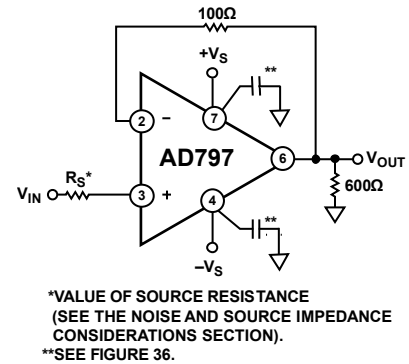 100Ω
+VS
**
2
−
7
AD797
6
VOUT
VIN
RS*
3
+
4
600Ω
**
−VS
*VALUE OF SOURCE RESISTANCE
(SEE THE NOISE AND SOURCE IMPEDANCE
CONSIDERATIONS SECTION).
**SEE FIGURE 36.